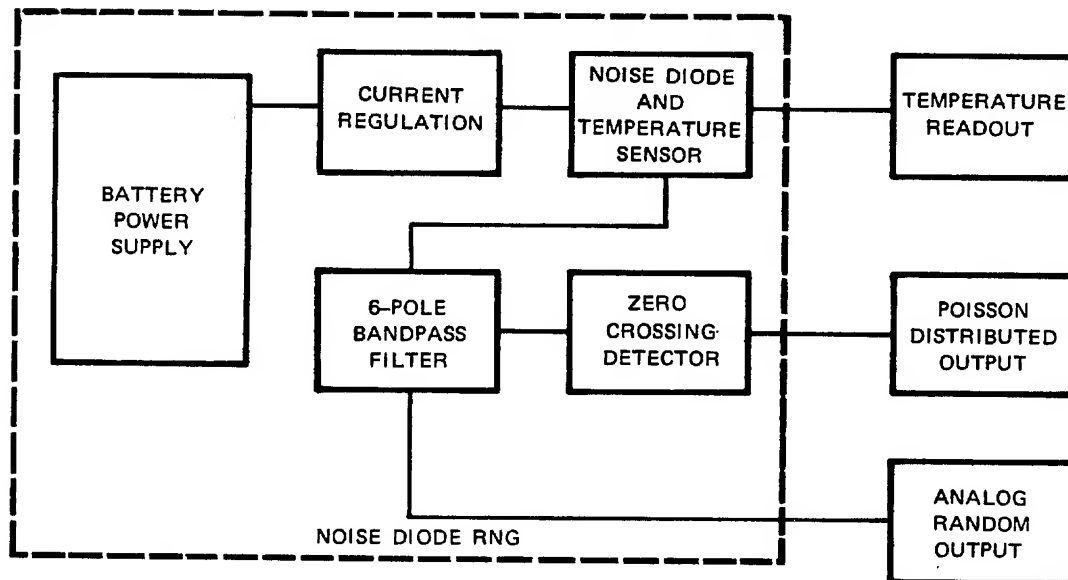 BATTERY
POWER
SUPPLY
CURRENT
REGULATION
NOISE DIODE
AND
TEMPERATURE
SENSOR
TEMPERATURE
READOUT
6–POLE
BANDPASS
FILTER
ZERO
CROSSING
DETECTOR
POISSON
DISTRIBUTED
OUTPUT
ANALOG
RANDOM
OUTPUT
NOISE DIODE RNG